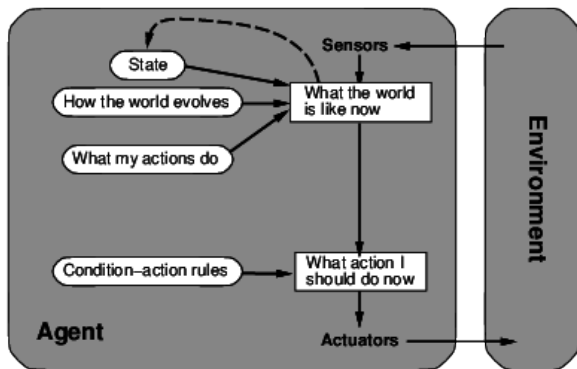 Sensors
State
How the world evolves
What the world
is like now
What my actions do
Condition–action rules
What action I
should do now
Agent
Actuators
Environment